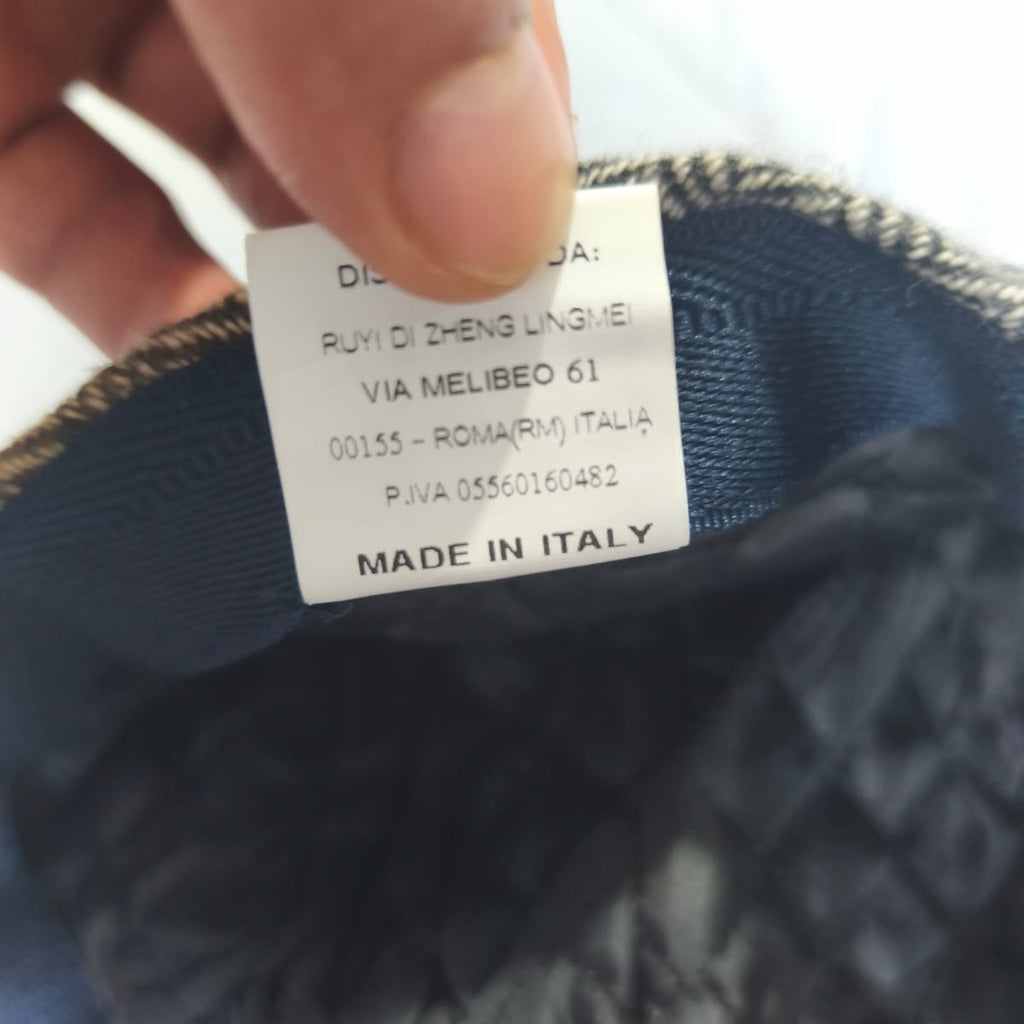 DA:
RUYI DI ZHENG LINGMEI
VIA MELIBEO 61
00155 - ROMA(RM) ITALIA
P.IVA 05560160482
MADE IN ITALY